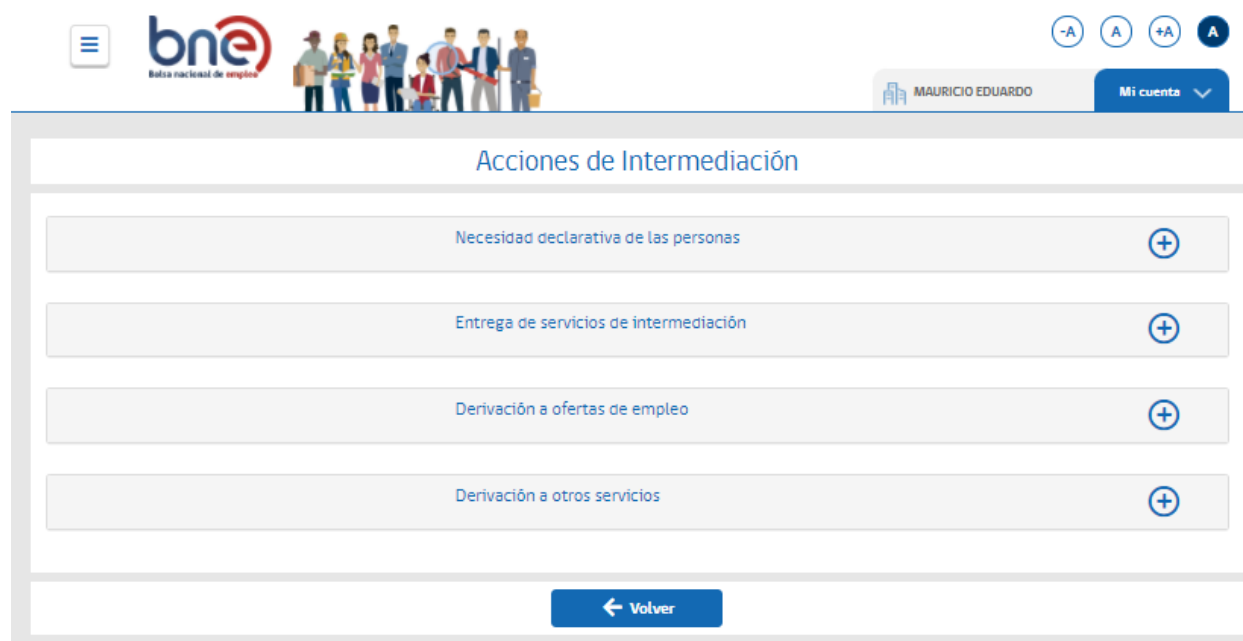 bne
Bolsa nacional de empleo
-A A +A A
MAURICIO EDUARDO
Mi cuenta
Acciones de Intermediación
Necesidad declarativa de las personas
Entrega de servicios de intermediación
Derivación a ofertas de empleo
Derivación a otros servicios
Volver